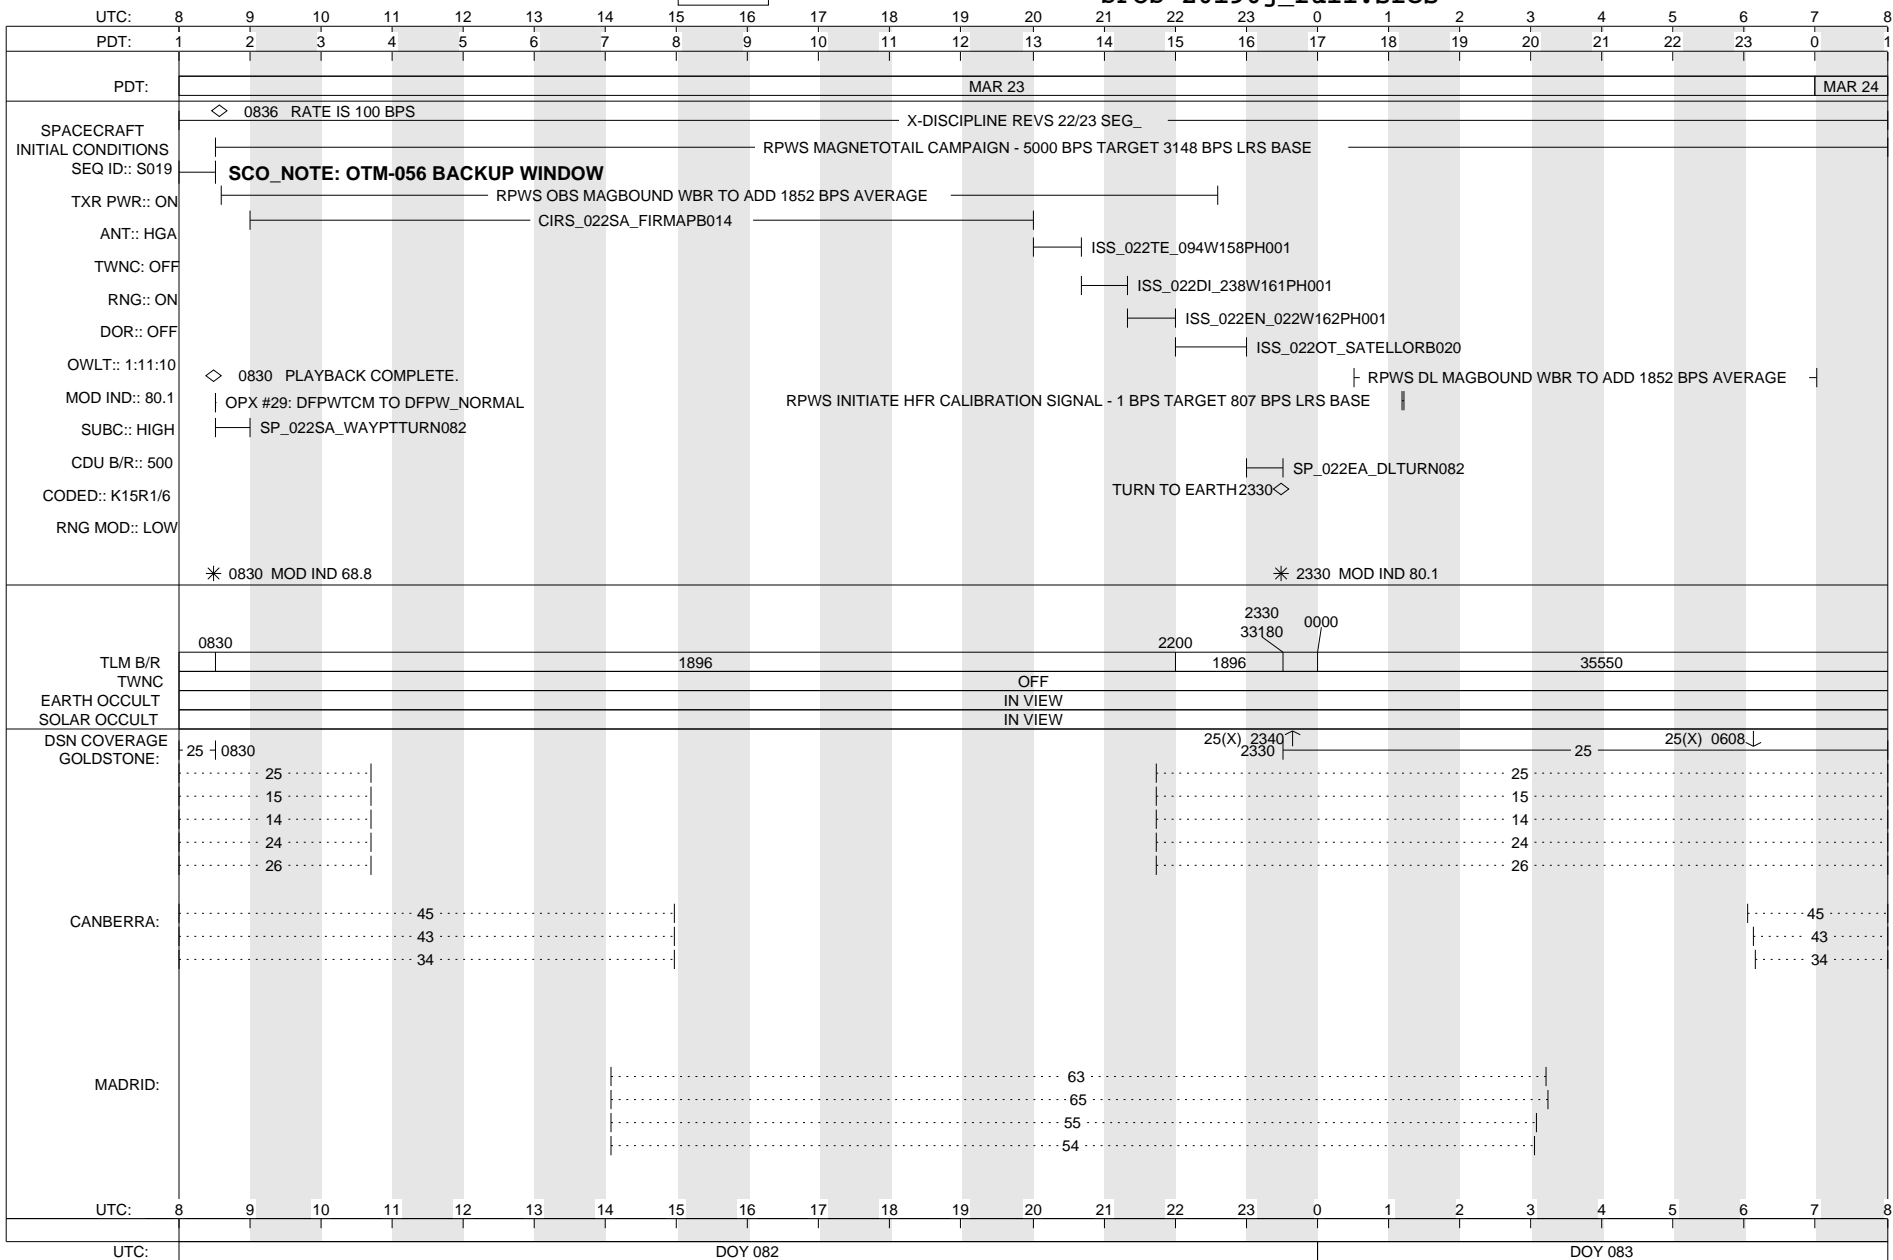 UTC: 8 9 10 11 12 13 14 15 16 17 18 19 20 21 22 23 0 1 2 3 4 5 6 7 8
PDT: 1 2 3 4 5 6 7 8 9 10 11 12 13 14 15 16 17 18 19 20 21 22 23 0 1
PDT: MAR 23 MAR 24
0836 RATE IS 100 BPS
X-DISCIPLINE REVS 22/23 SEG_
SPACECRAFT
INITIAL CONDITIONS
RPWS MAGNETOTAIL CAMPAIGN - 5000 BPS TARGET 3148 BPS LRS BASE
SEQ ID:: S019
SCO_NOTE: OTM-056 BACKUP WINDOW
TXR PWR:: ON
RPWS OBS MAGBOUND WBR TO ADD 1852 BPS AVERAGE
CIRS_022SA_FIRMAPB014
ANT:: HGA
ISS_022TE_094W158PH001
TWNC: OFF
ISS_022DI_238W161PH001
RNG:: ON
ISS_022EN_022W162PH001
DOR:: OFF
ISS_022OT_SATELLORB020
OWLT:: 1:11:10
0830 PLAYBACK COMPLETE.
RPWS DL MAGBOUND WBR TO ADD 1852 BPS AVERAGE
MOD IND:: 80.1
OPX #29: DFPWTCM TO DFPW_NORMAL
RPWS INITIATE HFR CALIBRATION SIGNAL - 1 BPS TARGET 807 BPS LRS BASE
SUBC:: HIGH
SP_022SA_WAYPTTURN082
CDU B/R:: 500
SP_022EA_DLTURN082
CODED:: K15R1/6
TURN TO EARTH2330
RNG MOD:: LOW
0830 MOD IND 68.8
2330 MOD IND 80.1
2330
33180
0000
0830
2200
TLM B/R 1896 1896 35550
TWNC OFF
EARTH OCCULT IN VIEW
SOLAR OCCULT IN VIEW
DSN COVERAGE
GOLDSTONE:
25 0830
25(X) 2340
2330
25
25(X) 0608
25 25
15 15
14 14
24 24
26 26
CANBERRA:
45 45
43 43
34 34
MADRID:
63
65
55
54
UTC: 8 9 10 11 12 13 14 15 16 17 18 19 20 21 22 23 0 1 2 3 4 5 6 7 8
UTC: DOY 082 DOY 083